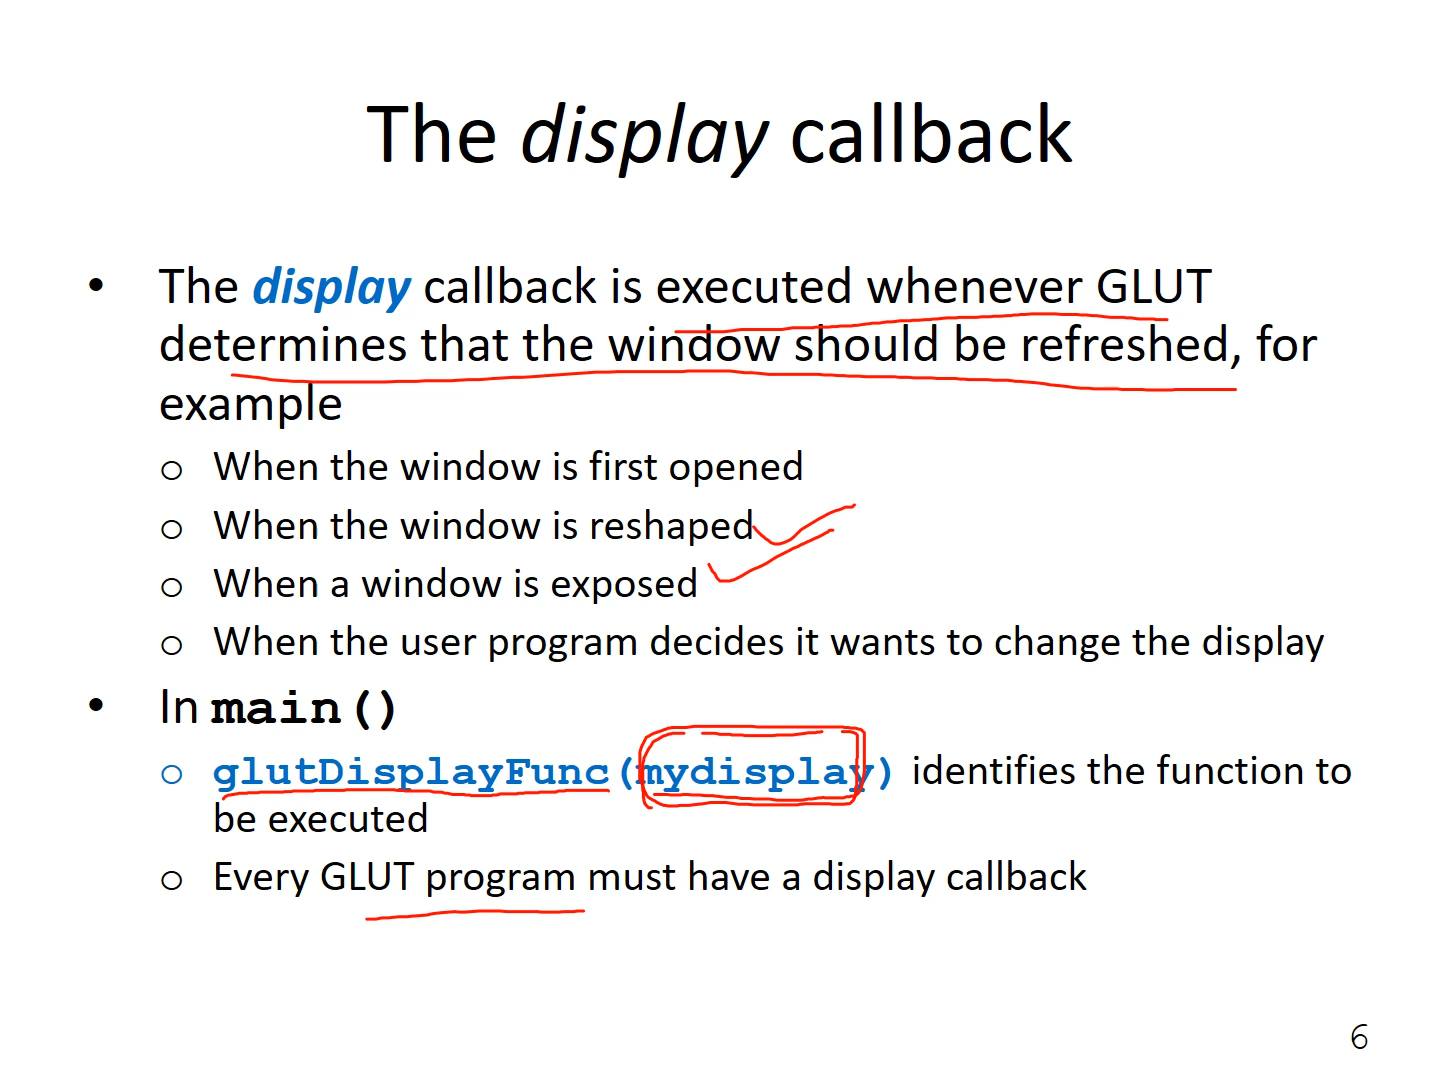 The display callback
• The display callback is executed whenever GLUT
determines that the window should be refreshed, for
example
o When the window is first opened
o When the window is reshaped
o When a window is exposed
o When the user program decides it wants to change the display
• In main()
o glutDisplayFunc(mydisplay) identifies the function to
be executed
o Every GLUT program must have a display callback
6